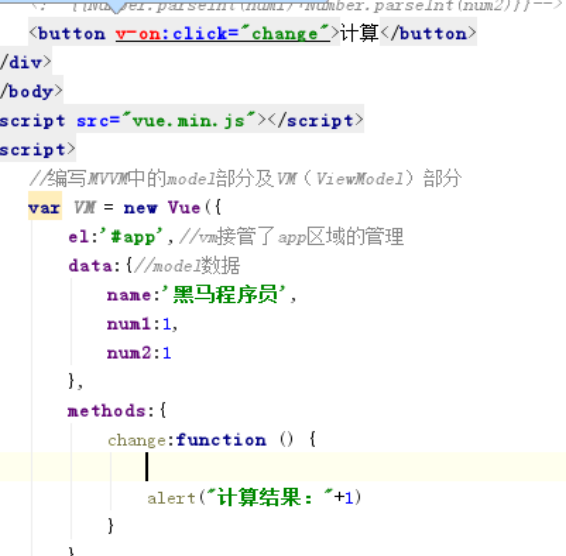 {{Number.parseInt(num1)+Number.parseInt(num2)}}-->
<button v-on:click="change">计算</button>
/div>
/body>
script src="vue.min.js"></script>
script>
//编写MVVM中的model部分及VM（ViewModel）部分
var VM = new Vue({
el:'#app',//vm接管了app区域的管理
data:{//model数据
name:'黑马程序员',
num1:1,
num2:1
},
methods:{
change:function () {
alert("计算结果："+1)
}
}